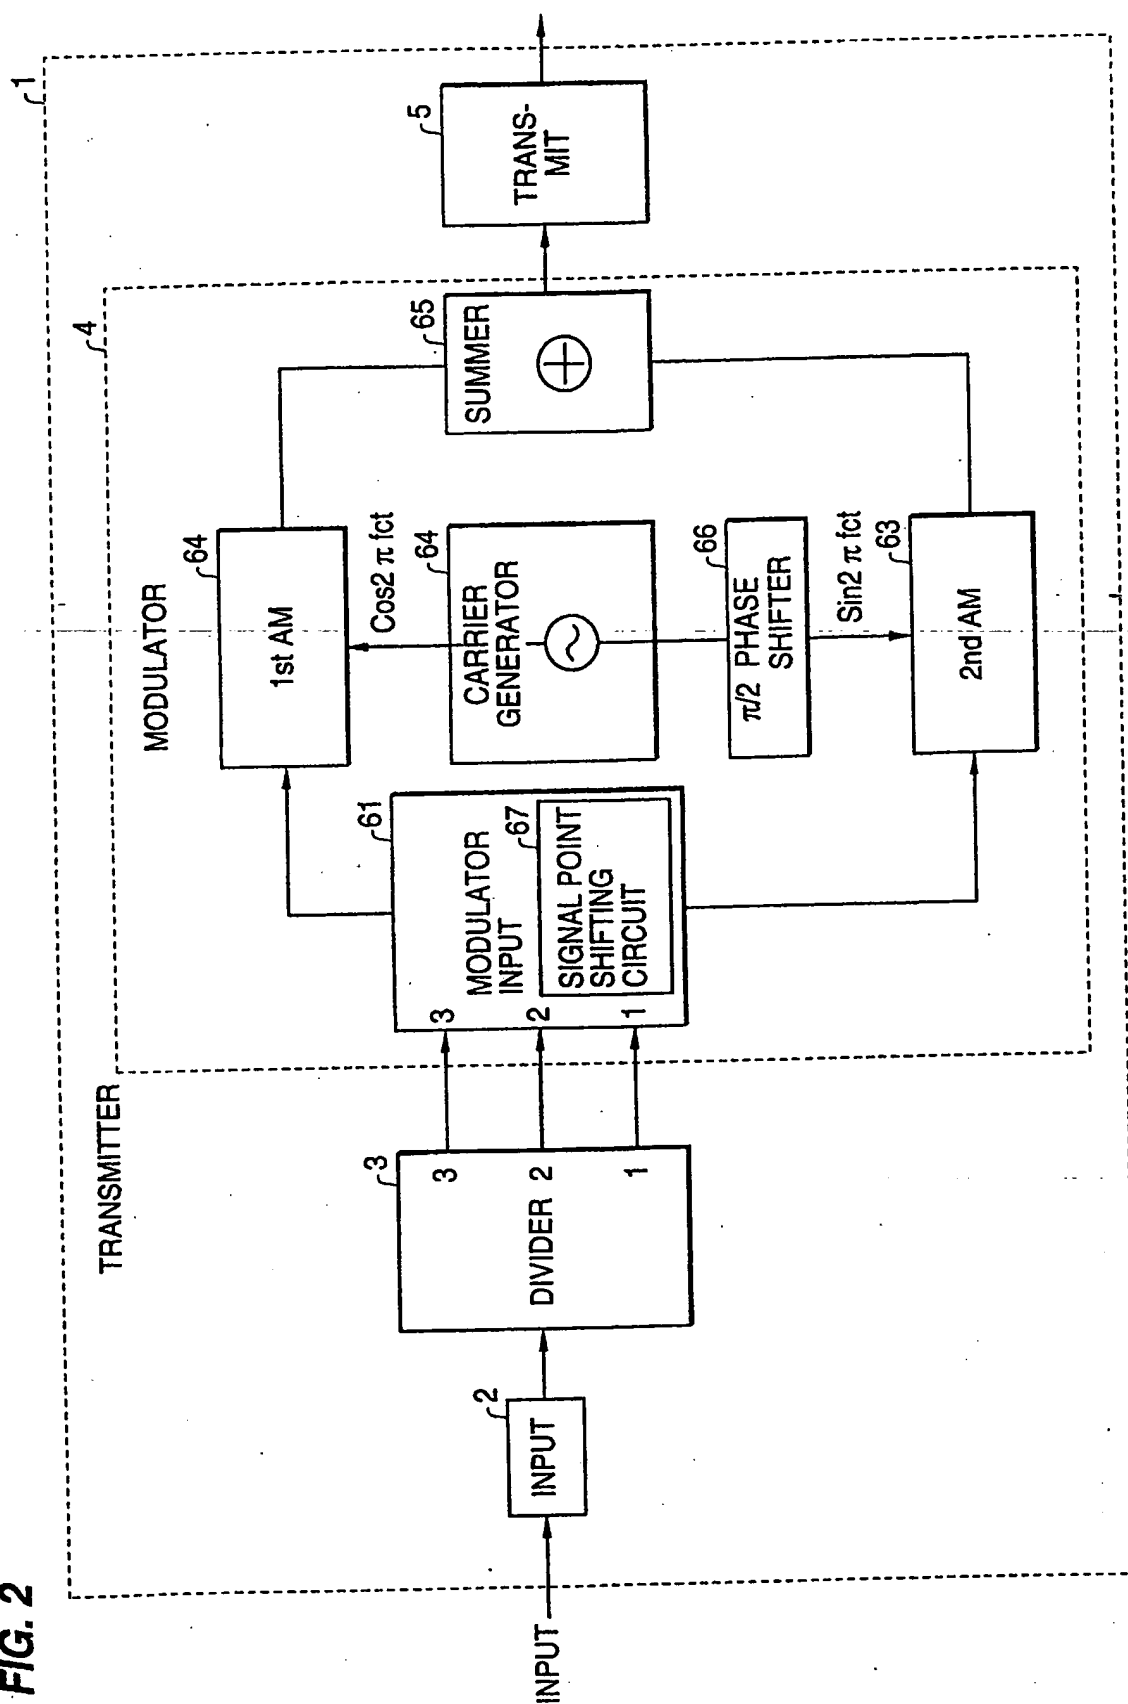 FIG. 2
1
TRANSMITTER
4
MODULATOR
INPUT
2
INPUT
3
DIVIDER
3
2
1
61
MODULATOR
INPUT
3
2
1
67
SIGNAL POINT
SHIFTING
CIRCUIT
64
1st AM
Cos2 π fct
64
CARRIER
GENERATOR
~
66
π/2 PHASE
SHIFTER
Sin2 π fct
63
2nd AM
65
SUMMER
+
5
TRANS-
MIT